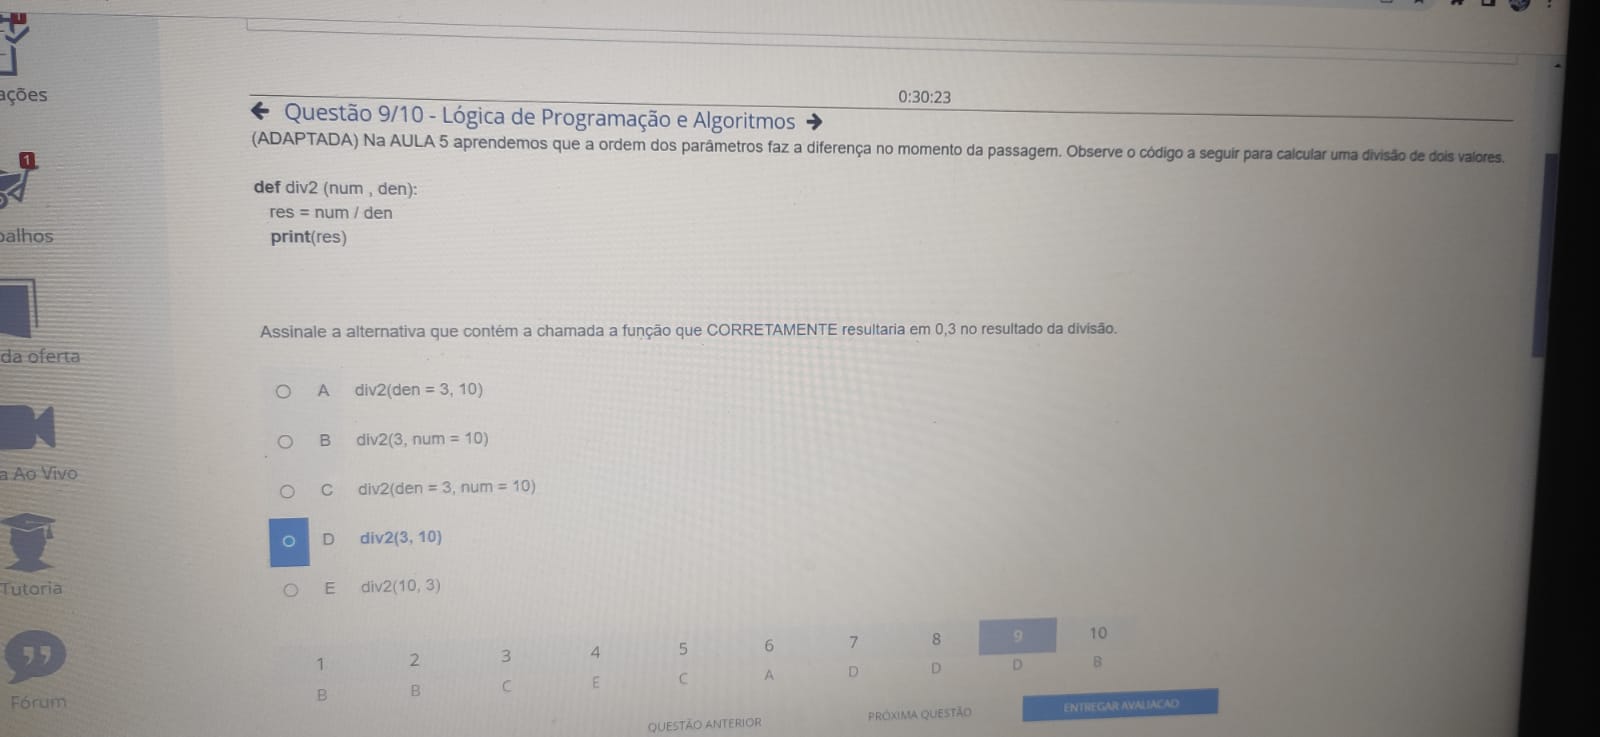 ações
1
balhos
da oferta
a Ao Vivo
Tutoria
Fórum
0:30:23
Questão 9/10 - Lógica de Programação e Algoritmos
(ADAPTADA) Na AULA 5 aprendemos que a ordem dos parâmetros faz a diferença no momento da passagem. Observe o código a seguir para calcular uma divisão de dois valores.
def div2 (num , den):
res = num / den
print(res)
Assinale a alternativa que contém a chamada a função que CORRETAMENTE resultaria em 0,3 no resultado da divisão.
A div2(den = 3, 10)
B div2(3, num = 10)
C div2(den = 3, num = 10)
D div2(3, 10)
E div2(10, 3)
1 2 3 4 5 6 7 8 9 10
B B C E C A D D D B
QUESTÃO ANTERIOR PRÓXIMA QUESTÃO ENTREGAR AVALIACAO